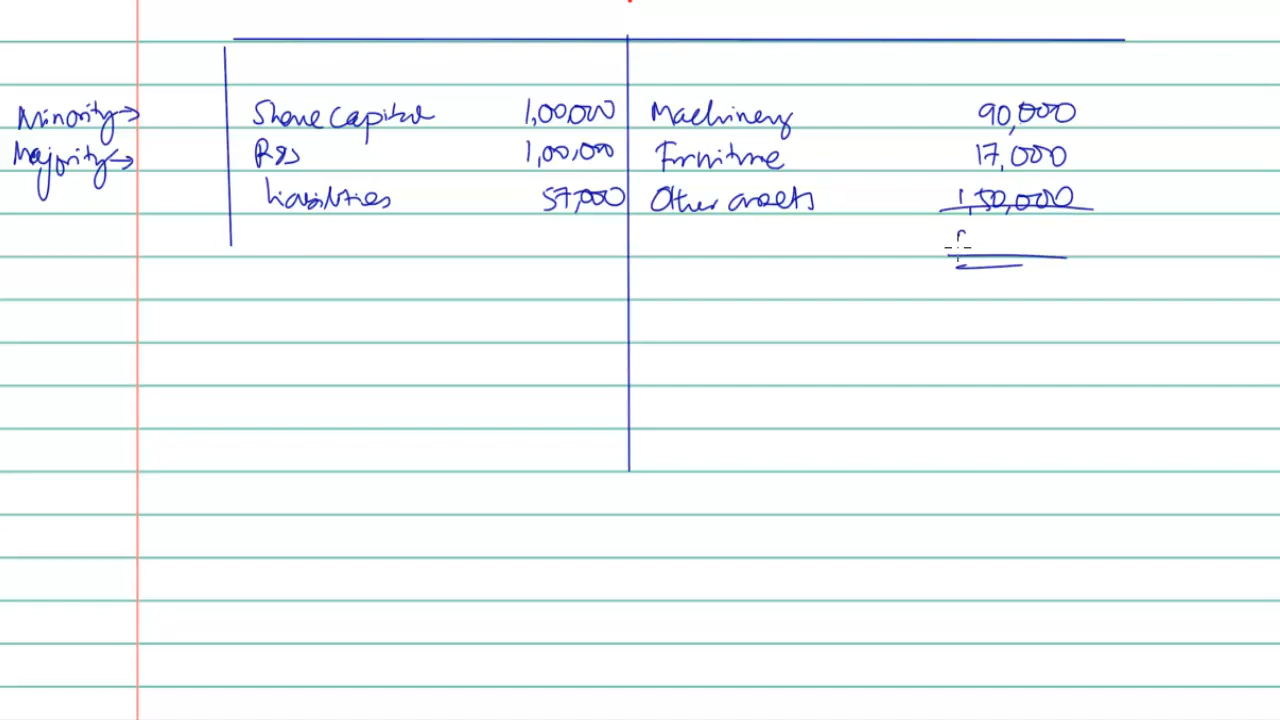 Minority → Share Capital 1,00,000 Machinery 90,000
Majority → R&S 1,00,000 Furniture 17,000
Liabilities 57,000 Other assets 1,50,000